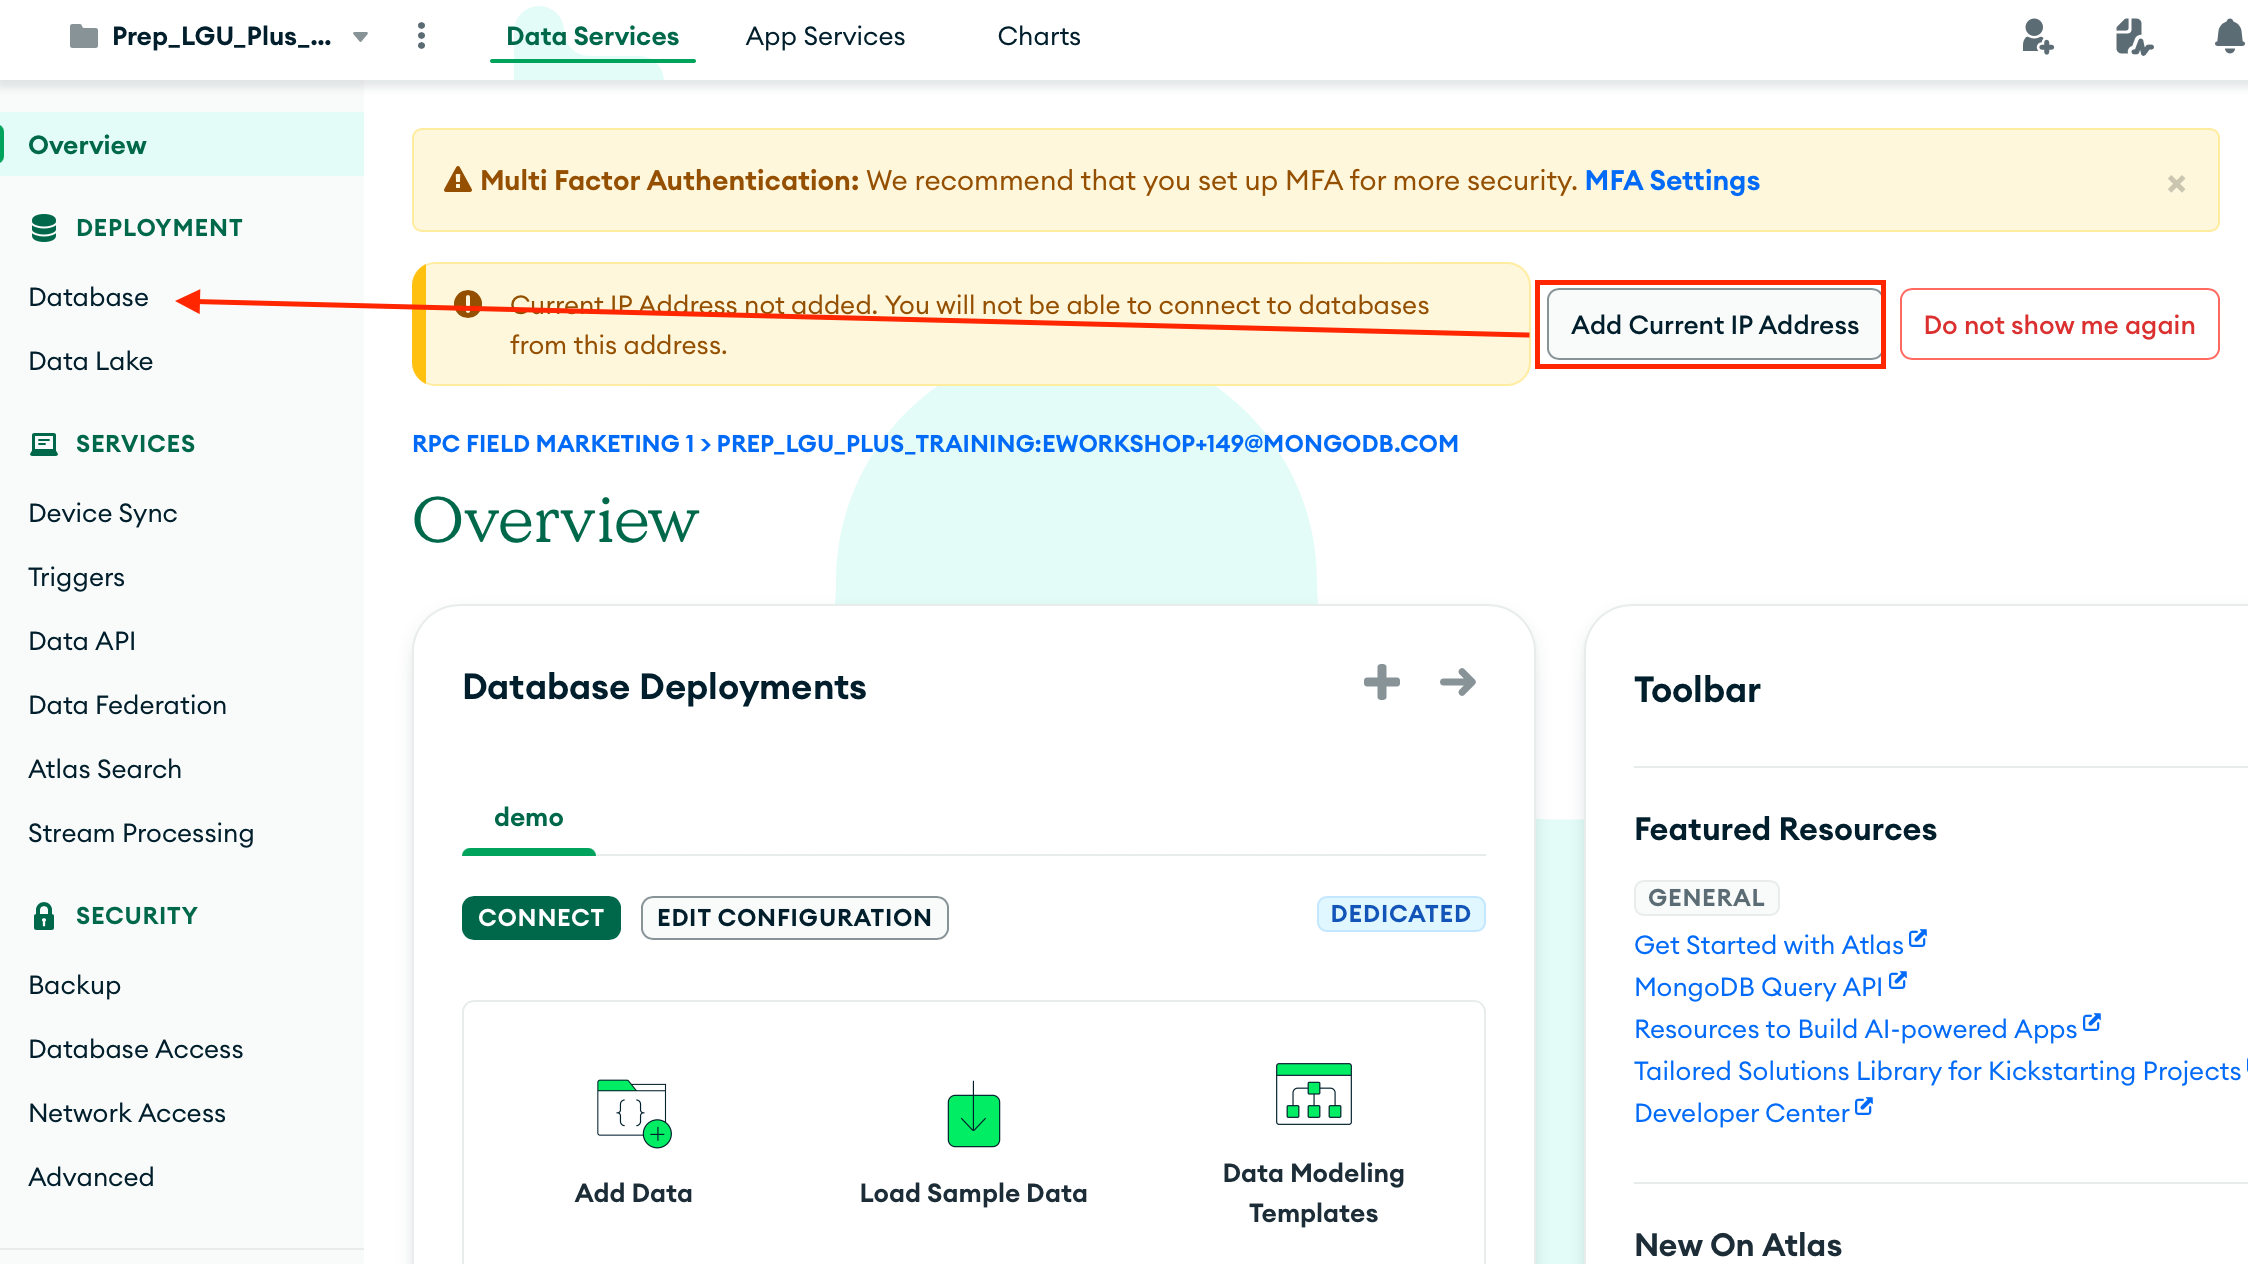 Prep_LGU_Plus_...
Data Services
App Services
Charts
Overview
DEPLOYMENT
Database
Data Lake
SERVICES
Device Sync
Triggers
Data API
Data Federation
Atlas Search
Stream Processing
SECURITY
Backup
Database Access
Network Access
Advanced
Multi Factor Authentication: We recommend that you set up MFA for more security. MFA Settings
Current IP Address not added. You will not be able to connect to databases
from this address.
Add Current IP Address
Do not show me again
RPC FIELD MARKETING 1 > PREP_LGU_PLUS_TRAINING:EWORKSHOP+149@MONGODB.COM
Overview
Database Deployments
demo
CONNECT
EDIT CONFIGURATION
DEDICATED
{ }
Add Data
Load Sample Data
Data Modeling
Templates
Toolbar
Featured Resources
GENERAL
Get Started with Atlas
MongoDB Query API
Resources to Build AI-powered Apps
Tailored Solutions Library for Kickstarting Projects
Developer Center
New On Atlas